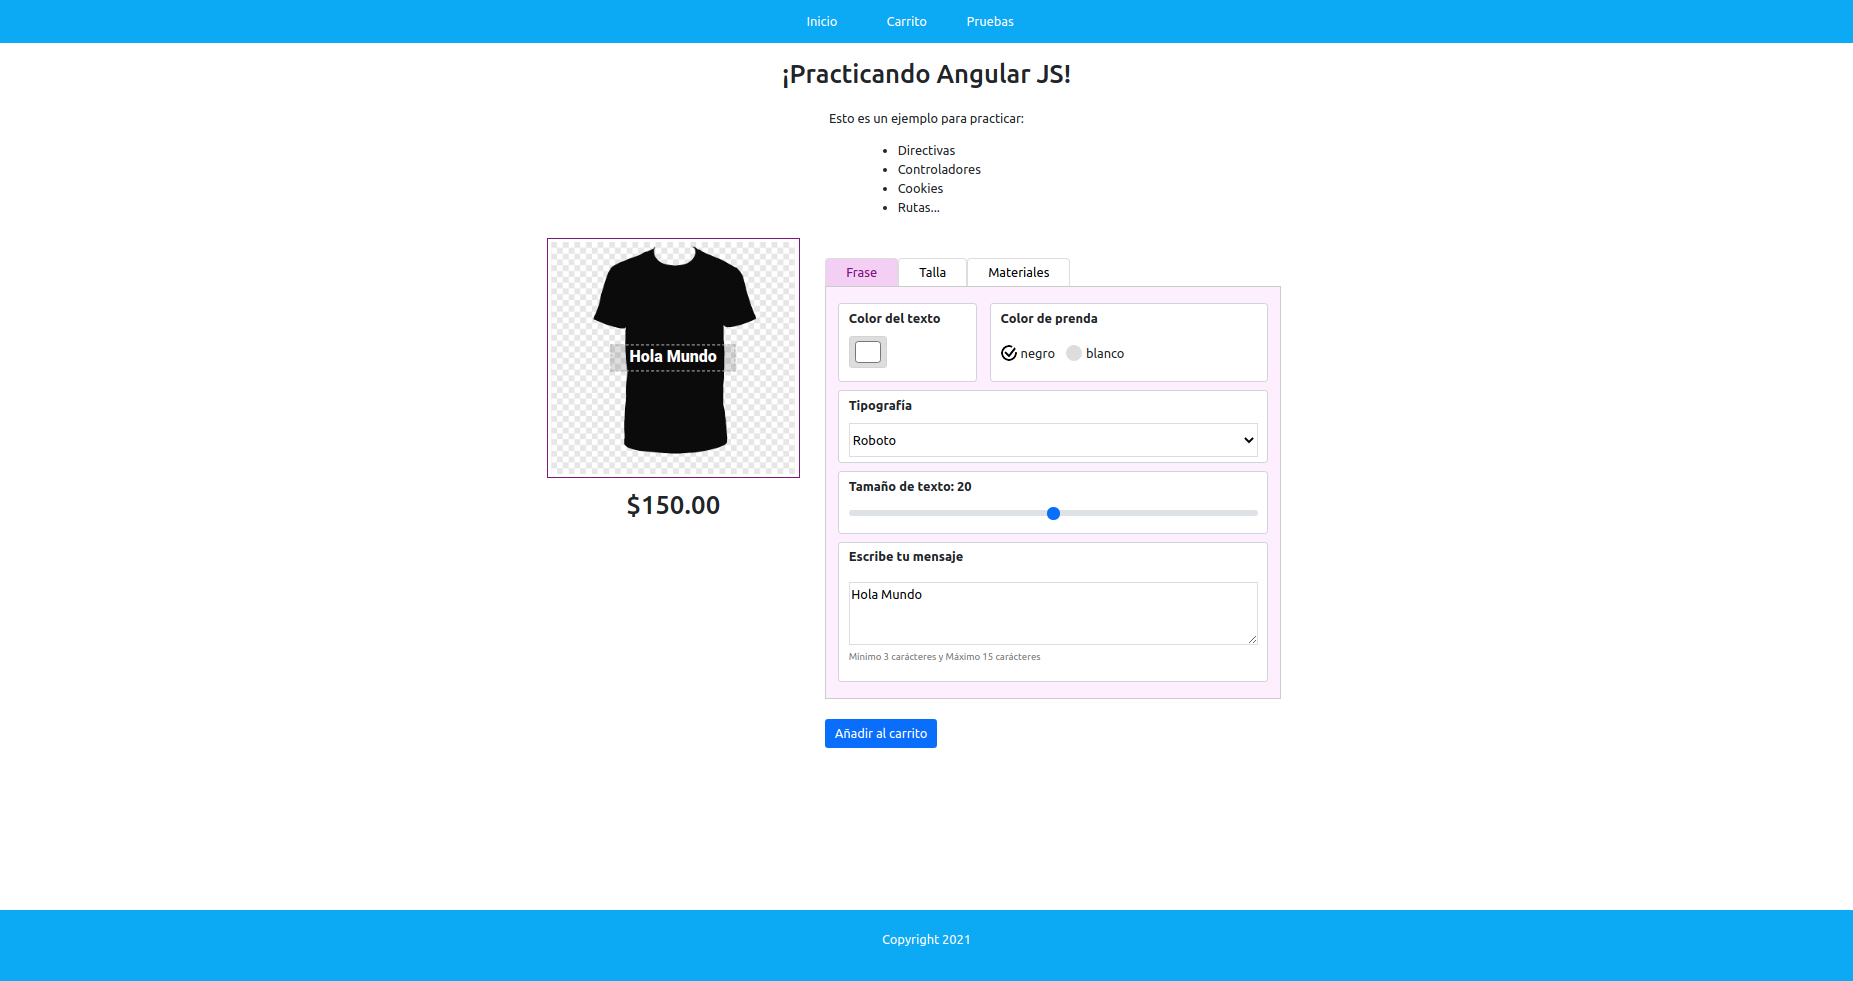 Inicio Carrito Pruebas
¡Practicando Angular JS!
Esto es un ejemplo para practicar:
Directivas
Controladores
Cookies
Rutas...
Hola Mundo
$150.00
Frase Talla Materiales
Color del texto
Color de prenda
negro blanco
Tipografía
Roboto
Tamaño de texto: 20
Escribe tu mensaje
Hola Mundo
Mínimo 3 carácteres y Máximo 15 carácteres
Añadir al carrito
Copyright 2021